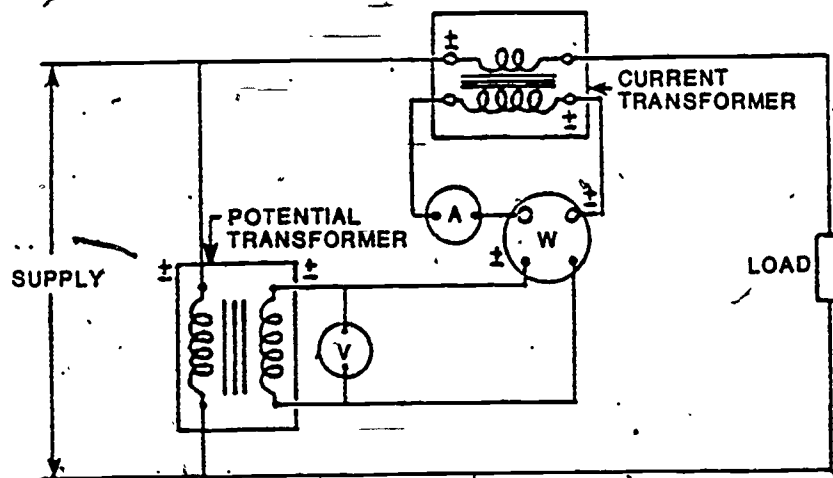 ±
CURRENT
TRANSFORMER
±
A
±
W
±
POTENTIAL
TRANSFORMER
±
±
SUPPLY
LOAD
V